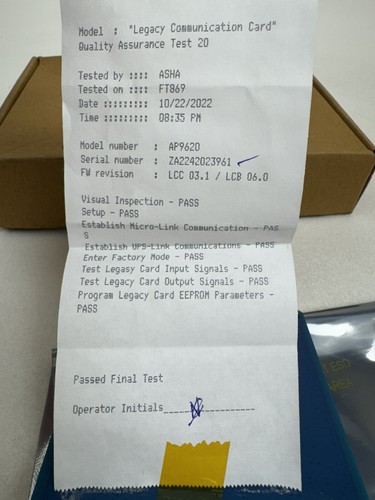 Model : "Legacy Communication Card"
Quality Assurance Test 20
Tested by :::: ASHA
Tested on :::: FT869
Date ::::::::: 10/22/2022
Time ::::::::: 08:35 PM
Model number : AP9620
Serial number : ZA2242023961
FW revision : LCC 03.1 / LCB 06.0
Visual Inspection - PASS
Setup - PASS
Establish Micro-Link Communication - PAS
S
Establish UPS-Link Communications - PASS
Enter Factory Mode - PASS
Test Legasy Card Input Signals - PASS
Test Legacy Card Output Signals - PASS
Program Legacy Card EEPROM Parameters -
PASS
Passed Final Test
Operator Initials___________________
AREA